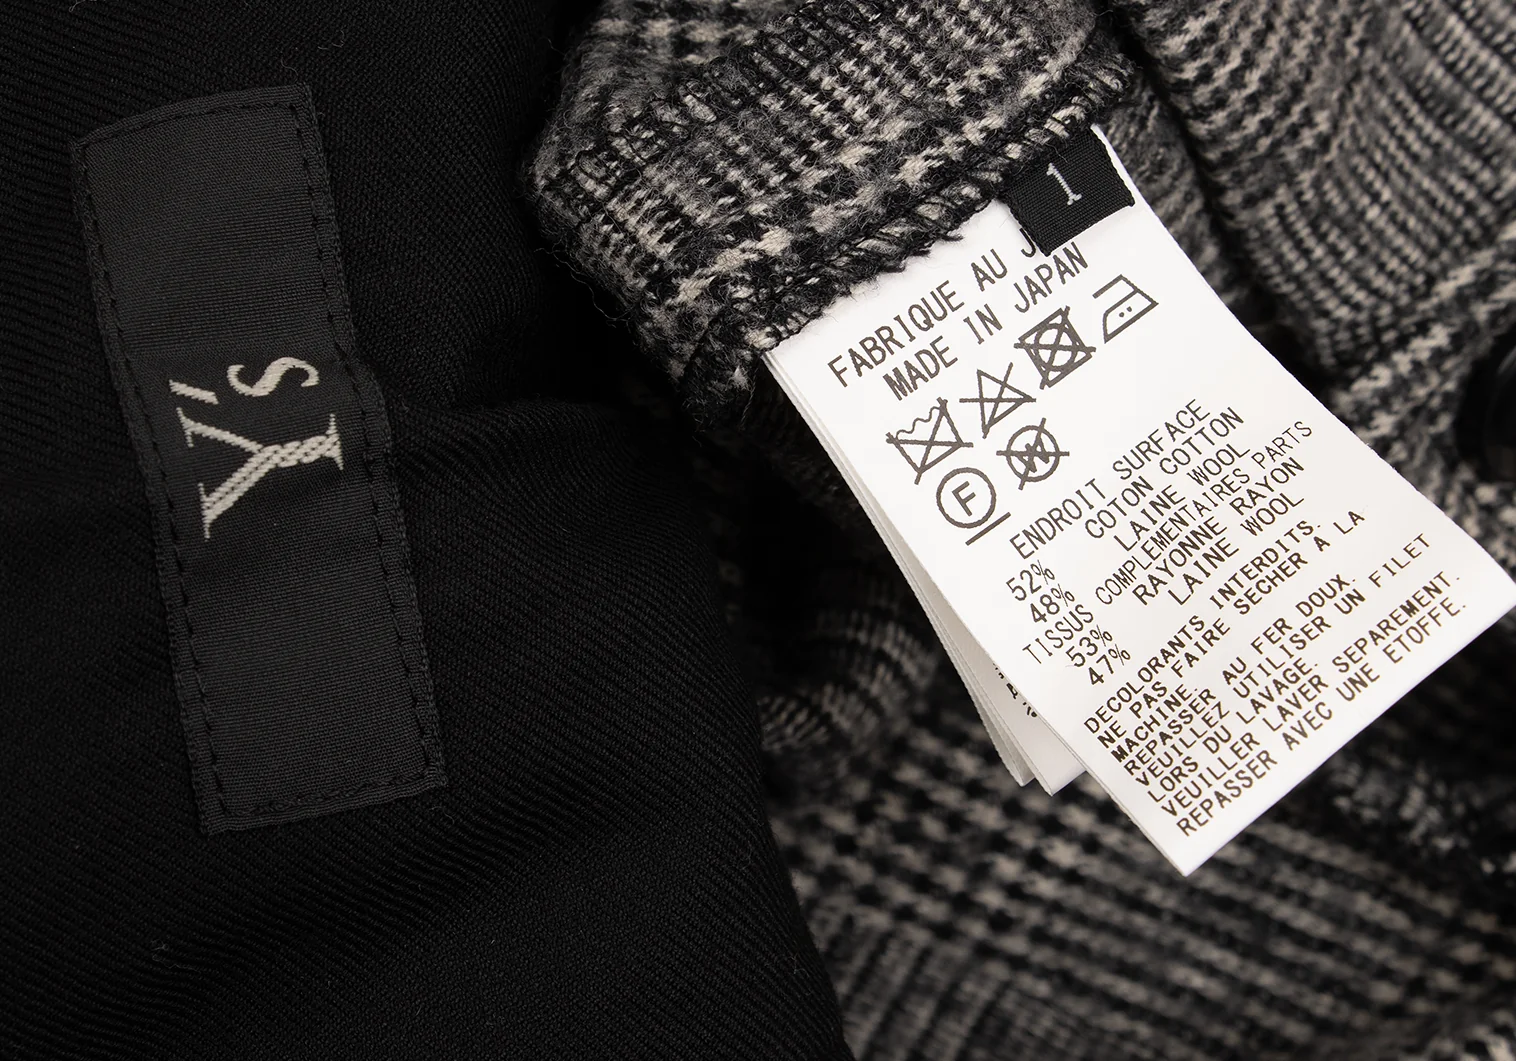 Y's
1
FABRIQUE AU J
MADE IN JAPAN
W
F
ENDROIT SURFACE
52% COTON COTTON
48% LAINE WOOL
TISSUS COMPLEMENTAIRES PARTS
53% RAYONNE RAYON
47% LAINE WOOL
DECOLORANTS INTERDITS.
NE PAS FAIRE SECHER A LA
MACHINE.
REPASSER AU FER DOUX.
VEUILLEZ UTILISER UN FILET
LORS DU LAVAGE.
VEUILLER LAVER SEPAREMENT.
REPASSER AVEC UNE ETOFFE.